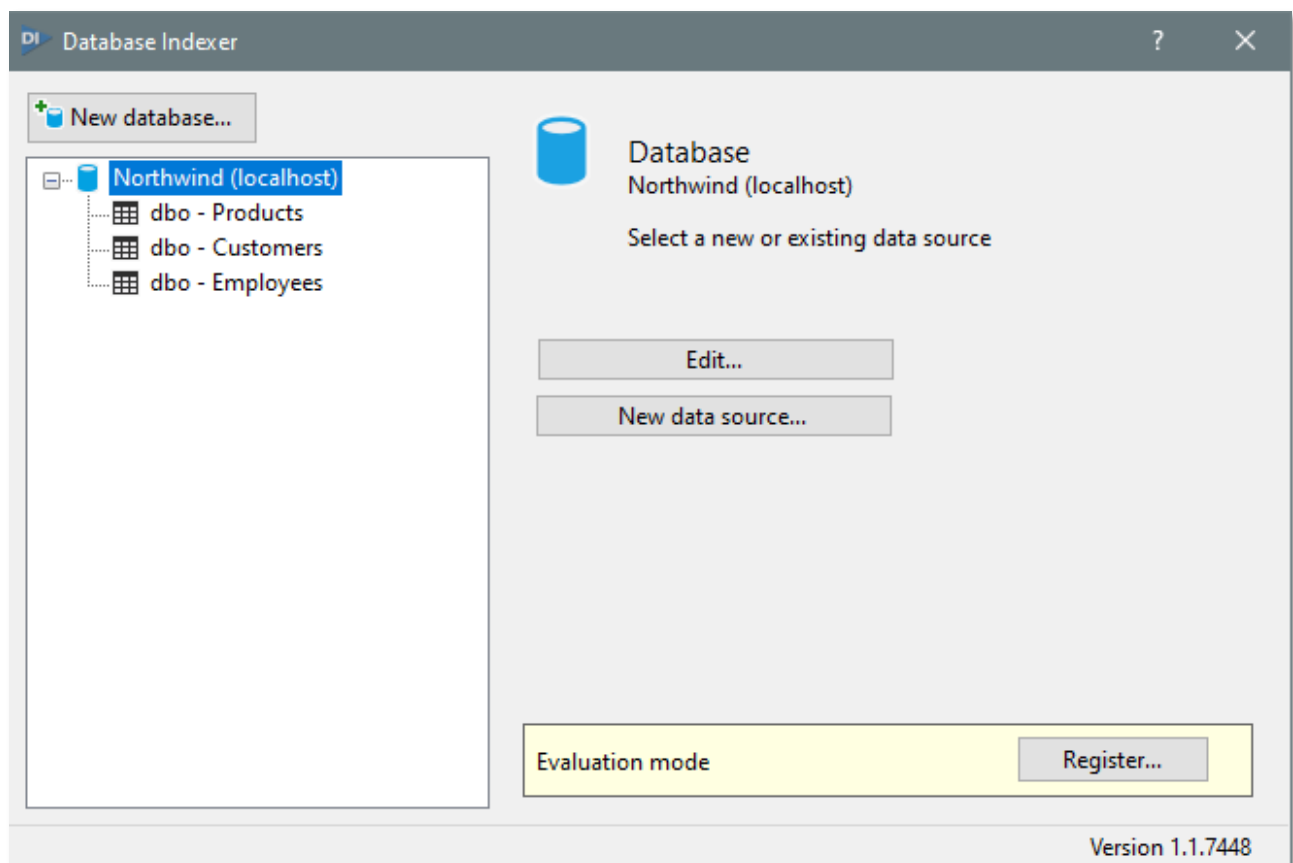 DI Database Indexer ?
New database...
Northwind (localhost)
dbo - Products
dbo - Customers
dbo - Employees
Database
Northwind (localhost)
Select a new or existing data source
Edit...
New data source...
Evaluation mode
Register...
Version 1.1.7448